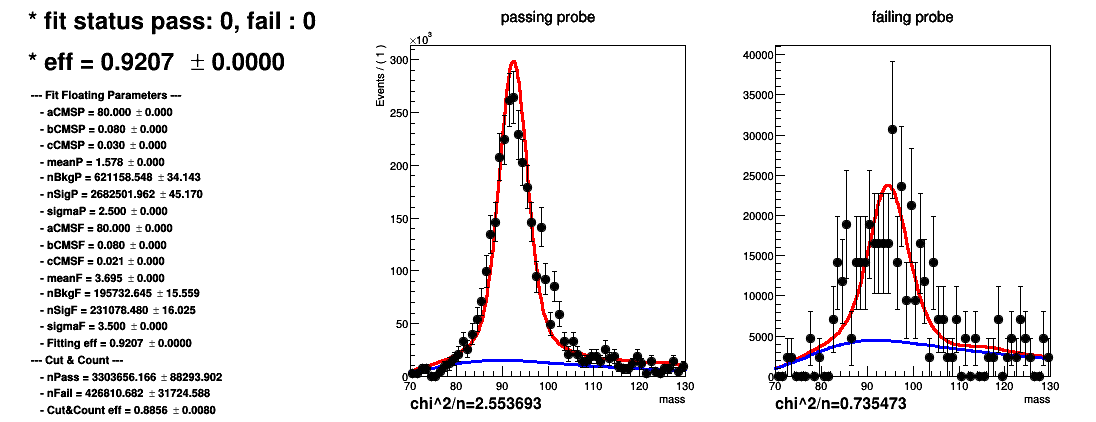 * fit status pass: 0, fail : 0
* eff = 0.9207 ± 0.0000
--- Fit Floating Parameters ---
- aCMSP = 80.000 ± 0.000
- bCMSP = 0.080 ± 0.000
- cCMSP = 0.030 ± 0.000
- meanP = 1.578 ± 0.000
- nBkgP = 621158.548 ± 34.143
- nSigP = 2682501.962 ± 45.170
- sigmaP = 2.500 ± 0.000
- aCMSF = 80.000 ± 0.000
- bCMSF = 0.080 ± 0.000
- cCMSF = 0.021 ± 0.000
- meanF = 3.695 ± 0.000
- nBkgF = 195732.645 ± 15.559
- nSigF = 231078.480 ± 16.025
- sigmaF = 3.500 ± 0.000
- Fitting eff = 0.9207 ± 0.0000
--- Cut & Count ---
- nPass = 3303656.166 ± 88293.902
- nFail = 426810.682 ± 31724.588
- Cut&Count eff = 0.8856 ± 0.0080
passing probe
×10³
Events / ( 1 )
300
250
200
150
100
50
0
70 80 90 100 110 120 130
mass
chi^2/n=2.553693
failing probe
40000
35000
30000
25000
20000
15000
10000
5000
0
70 80 90 100 110 120 130
mass
chi^2/n=0.735473